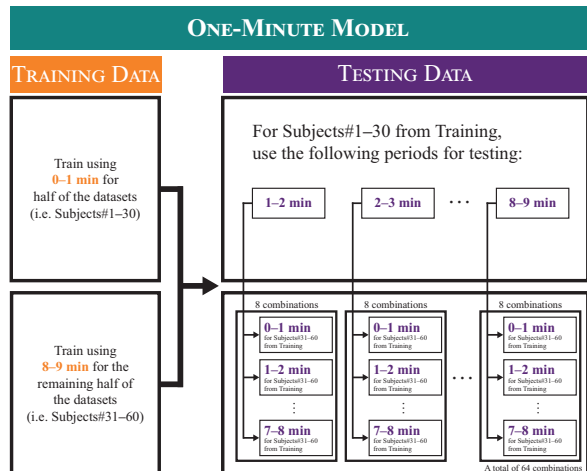 ONE-MINUTE MODEL
TRAINING DATA
TESTING DATA
Train using
0–1 min for
half of the datasets
(i.e. Subjects#1–30)
Train using
8–9 min for the
remaining half of
the datasets
(i.e. Subjects#31–60)
For Subjects#1–30 from Training,
use the following periods for testing:
1–2 min
2–3 min
···
8–9 min
8 combinations
0–1 min
for Subjects#31–60
from Training
1–2 min
for Subjects#31–60
from Training
⋮
7–8 min
for Subjects#31–60
from Training
8 combinations
0–1 min
for Subjects#31–60
from Training
1–2 min
for Subjects#31–60
from Training
⋮
7–8 min
for Subjects#31–60
from Training
···
8 combinations
0–1 min
for Subjects#31–60
from Training
1–2 min
for Subjects#31–60
from Training
⋮
7–8 min
for Subjects#31–60
from Training
A total of 64 combinations